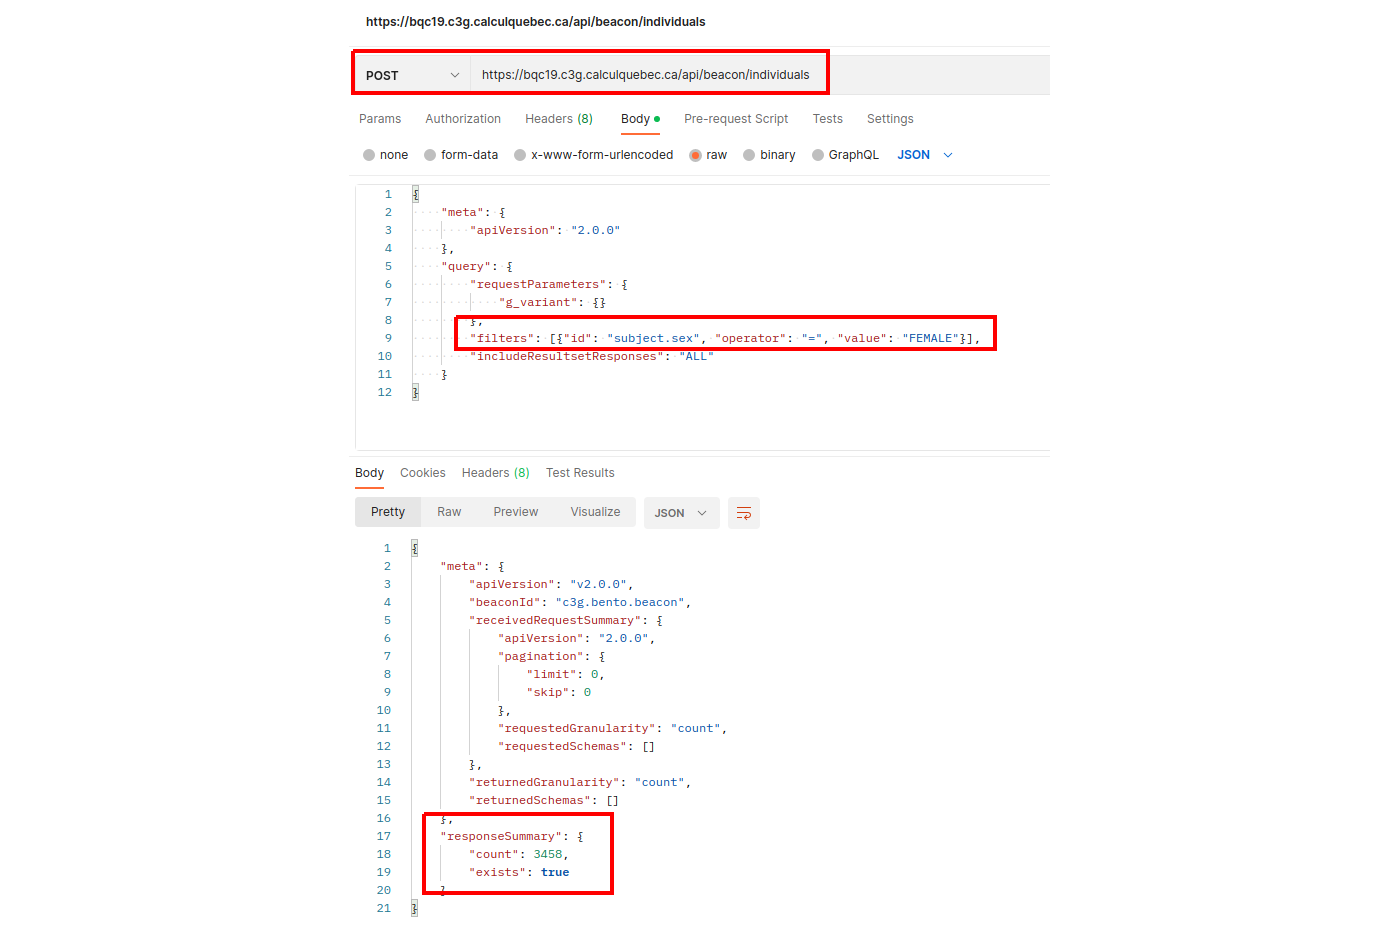 https://bqc19.c3g.calculquebec.ca/api/beacon/individuals
POST https://bqc19.c3g.calculquebec.ca/api/beacon/individuals
Params Authorization Headers (8) Body Pre-request Script Tests Settings
none form-data x-www-form-urlencoded raw binary GraphQL JSON
1 {
2 "meta": {
3 "apiVersion": "2.0.0"
4 },
5 "query": {
6 "requestParameters": {
7 "g_variant": {}
8 },
9 "filters": [{"id": "subject.sex", "operator": "=", "value": "FEMALE"}],
10 "includeResultsetResponses": "ALL"
11 }
12 }
Body Cookies Headers (8) Test Results
Pretty Raw Preview Visualize JSON
1 {
2 "meta": {
3 "apiVersion": "v2.0.0",
4 "beaconId": "c3g.bento.beacon",
5 "receivedRequestSummary": {
6 "apiVersion": "2.0.0",
7 "pagination": {
8 "limit": 0,
9 "skip": 0
10 },
11 "requestedGranularity": "count",
12 "requestedSchemas": []
13 },
14 "returnedGranularity": "count",
15 "returnedSchemas": []
16 },
17 "responseSummary": {
18 "count": 3458,
19 "exists": true
20 }
21 }